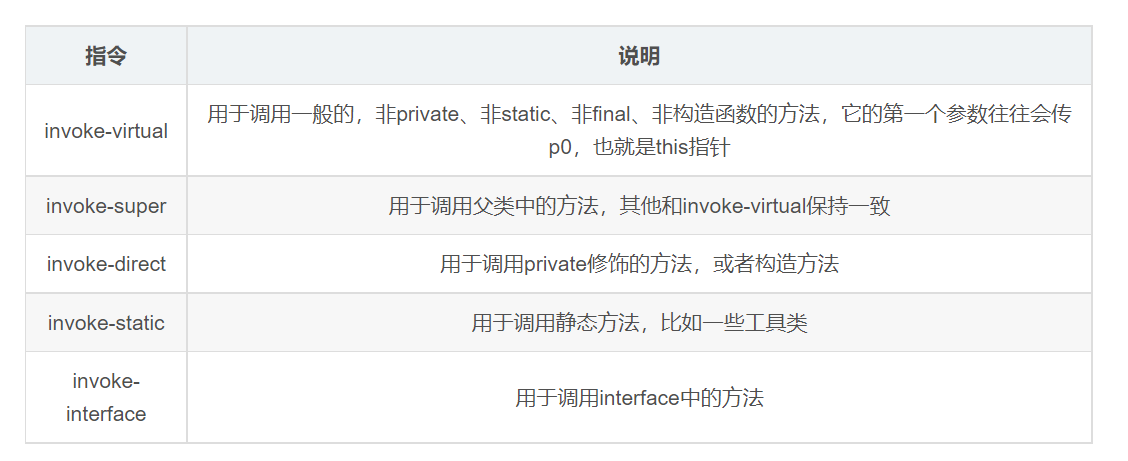 指令 说明
invoke-virtual 用于调用一般的，非private、非static、非final、非构造函数的方法，它的第一个参数往往会传
p0，也就是this指针
invoke-super 用于调用父类中的方法，其他和invoke-virtual保持一致
invoke-direct 用于调用private修饰的方法，或者构造方法
invoke-static 用于调用静态方法，比如一些工具类
invoke-
interface 用于调用interface中的方法